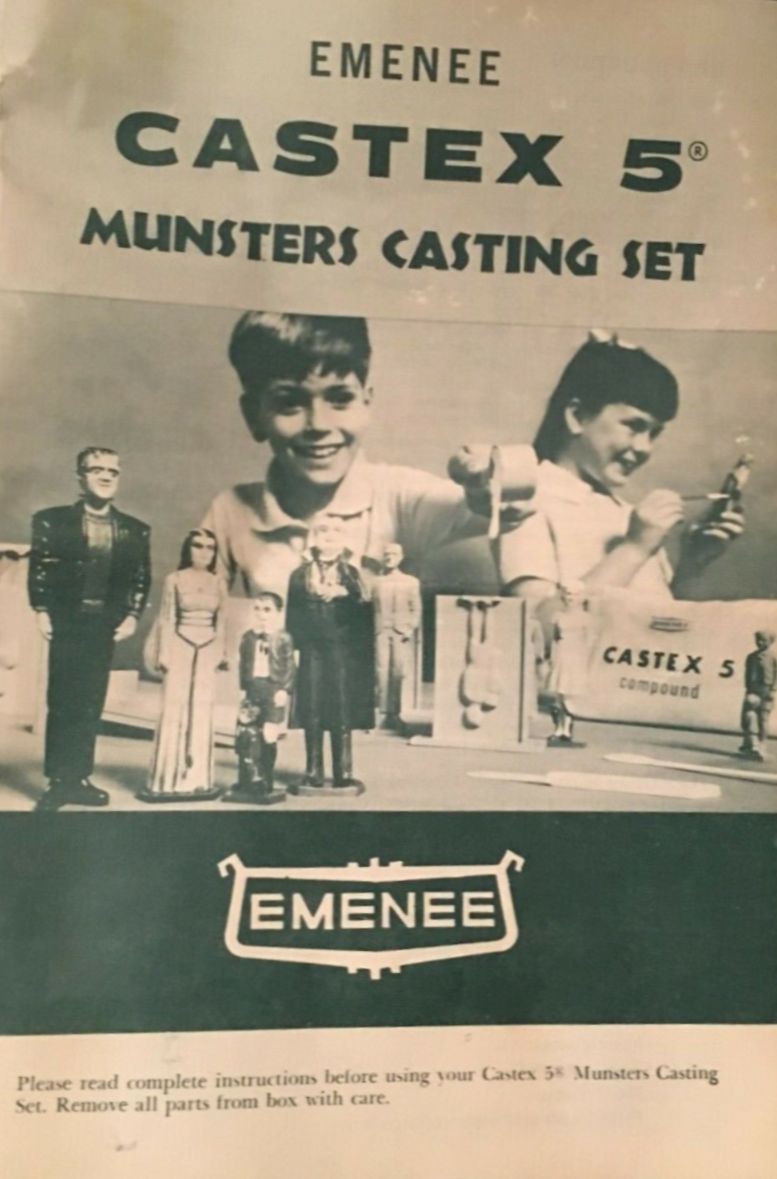 EMENEE
CASTEX 5®
MUNSTERS CASTING SET
CASTEX 5
compound
EMENEE
Please read complete instructions before using your Castex 5® Munsters Casting
Set. Remove all parts from box with care.